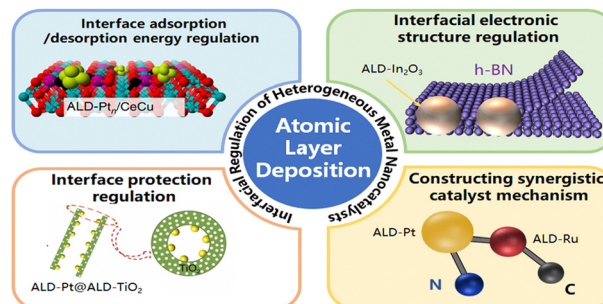 Interface adsorption
/desorption energy regulation
ALD-Ptn/CeCu
Interfacial electronic
structure regulation
ALD-In₂O₃
h-BN
Interfacial Regulation of Heterogeneous Metal Nanocatalysts
Atomic
Layer
Deposition
Interface protection
regulation
TiO₂
ALD-Pt@ALD-TiO₂
Constructing synergistic
catalyst mechanism
ALD-Pt
ALD-Ru
N
C